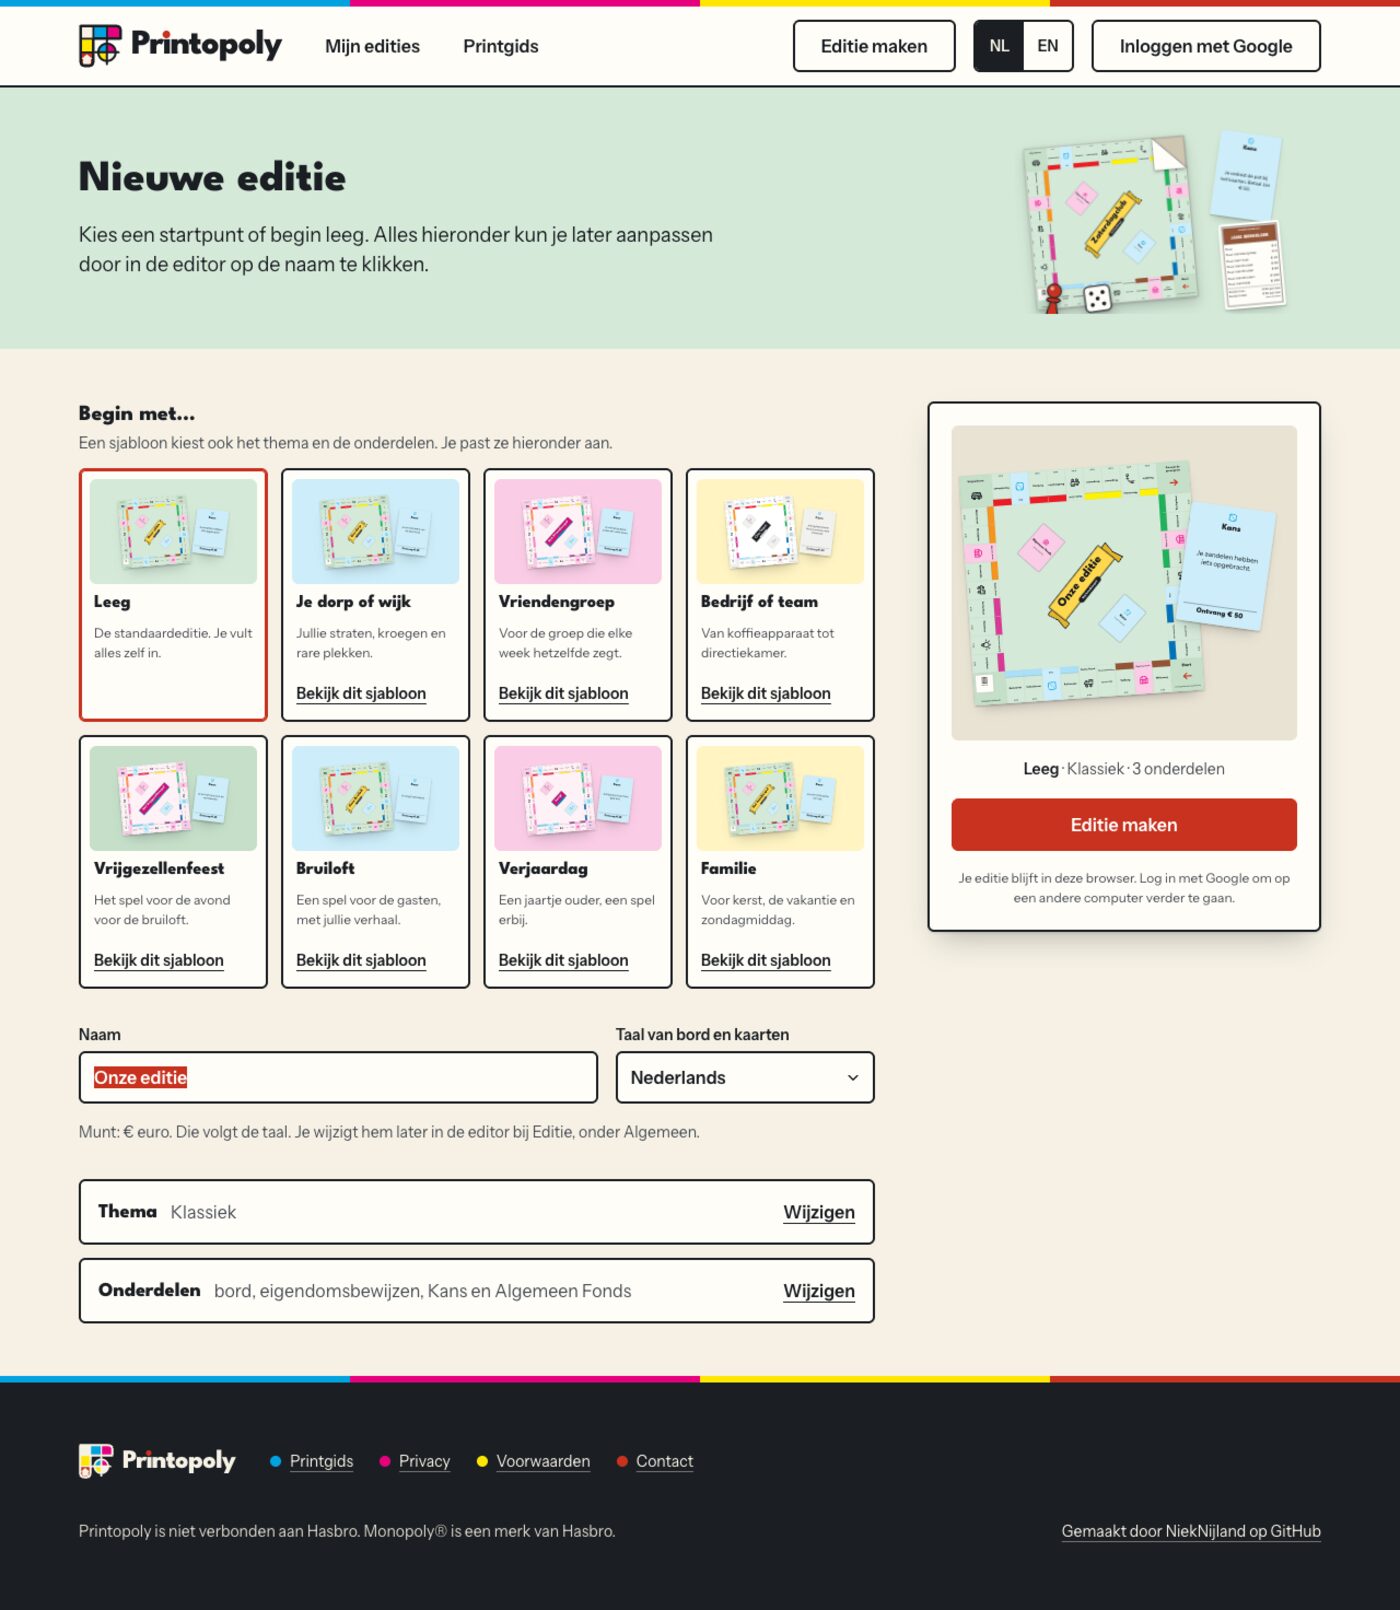 Printopoly
Mijn edities
Printgids
Editie maken
NL
EN
Inloggen met Google
Nieuwe editie
Kies een startpunt of begin leeg. Alles hieronder kun je later aanpassen
door in de editor op de naam te klikken.
Kans
Zaterdagclub
Begin met...
Een sjabloon kiest ook het thema en de onderdelen. Je past ze hieronder aan.
Leeg
De standaardeditie. Je vult
alles zelf in.
Je dorp of wijk
Jullie straten, kroegen en
rare plekken.
Bekijk dit sjabloon
Vriendengroep
Voor de groep die elke
week hetzelfde zegt.
Bekijk dit sjabloon
Bedrijf of team
Van koffieapparaat tot
directiekamer.
Bekijk dit sjabloon
Vrijgezellenfeest
Het spel voor de avond
voor de bruiloft.
Bekijk dit sjabloon
Bruiloft
Een spel voor de gasten,
met jullie verhaal.
Bekijk dit sjabloon
Verjaardag
Een jaartje ouder, een spel
erbij.
Bekijk dit sjabloon
Familie
Voor kerst, de vakantie en
zondagmiddag.
Bekijk dit sjabloon
Onze editie
Kans
Je aandelen hebben
iets opgebracht.
Ontvang € 50
Start
Leeg · Klassiek · 3 onderdelen
Editie maken
Je editie blijft in deze browser. Log in met Google om op
een andere computer verder te gaan.
Naam
Onze editie
Taal van bord en kaarten
Nederlands
Munt: € euro. Die volgt de taal. Je wijzigt hem later in de editor bij Editie, onder Algemeen.
Thema Klassiek
Wijzigen
Onderdelen bord, eigendomsbewijzen, Kans en Algemeen Fonds
Wijzigen
Printopoly
Printgids
Privacy
Voorwaarden
Contact
Printopoly is niet verbonden aan Hasbro. Monopoly® is een merk van Hasbro.
Gemaakt door NiekNijland op GitHub